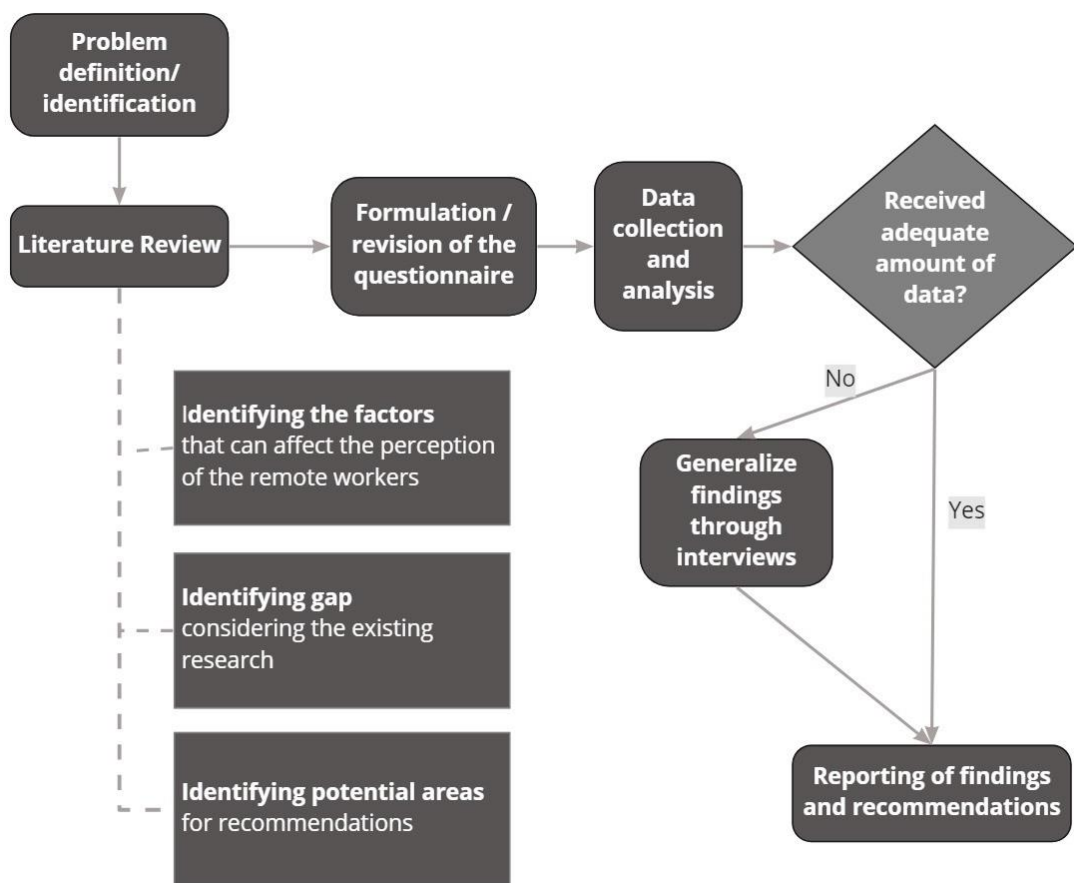 Problem
definition/
identification
Literature Review
Formulation /
revision of the
questionnaire
Data
collection
and
analysis
Received
adequate
amount of
data?
Identifying the factors
that can affect the perception
of the remote workers
Identifying gap
considering the existing
research
Identifying potential areas
for recommendations
No
Generalize
findings
through
interviews
Yes
Reporting of findings
and recommendations